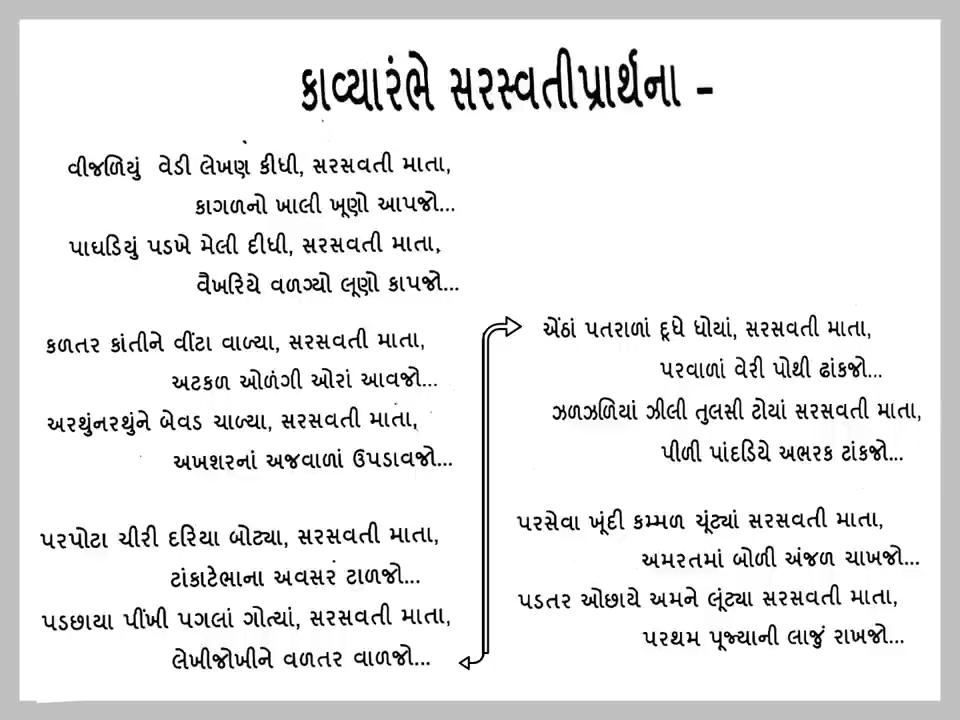 કાવ્યારંભે સરસ્વતીપ્રાર્થના –
વીજળિયું વેડી લેખણ કીધી, સરસવતી માતા,
કાગળનો ખાલી ખૂણો આપજો...
પાઘડિયું પડખે મેલી દીધી, સરસવતી માતા,
વૈખરિયે વળગ્યો લૂણો કાપજો...
કળતર કાંતીને વીંટા વાળ્યા, સરસવતી માતા,
અટકળ ઓળંગી ઓરાં આવજો...
અરથુંનરથુંને બેવડ ચાળ્યા, સરસવતી માતા,
અખશરનાં અજવાળાં ઉપડાવજો...
પરપોટા ચીરી દરિયા બોટ્યા, સરસવતી માતા,
ટાંકાટેભાના અવસર ટાળજો...
પડછાયા પીંખી પગલાં ગોત્યાં, સરસવતી માતા,
લેખીજોખીને વળતર વાળજો...
એંઠાં પતરાળાં દૂધે ધોયાં, સરસવતી માતા,
પરવાળાં વેરી પોથી ઢાંકજો...
ઝળઝળિયાં ઝીલી તુલસી ટોયાં સરસવતી માતા,
પીળી પાંદડિયે અભરક ટાંકજો...
પરસેવા ખૂંદી કમ્મળ ચૂંટ્યાં સરસવતી માતા,
અમરતમાં બોળી અંજળ ચાખજો...
પડતર ઓછાયે અમને લૂંટ્યા સરસવતી માતા,
પરથમ પૂજ્યાની લાજું રાખજો...